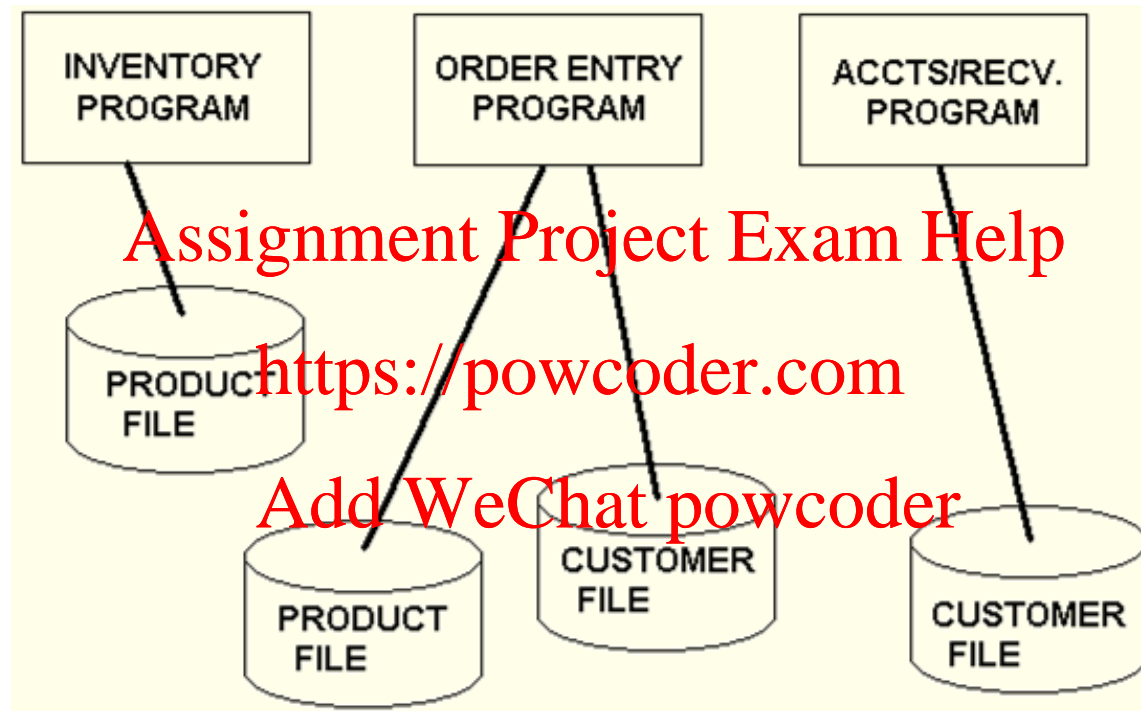 INVENTORY
PROGRAM
ORDER ENTRY
PROGRAM
ACCTS/RECV.
PROGRAM
Assignment Project Exam Help
PRODUCT
FILE
https://powcoder.com
Add WeChat powcoder
PRODUCT
FILE
CUSTOMER
FILE
CUSTOMER
FILE